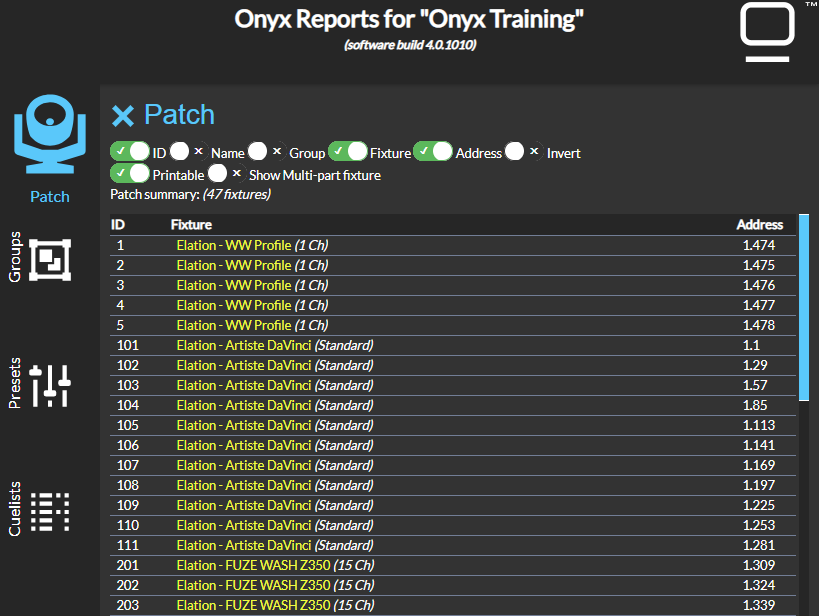 Onyx Reports for "Onyx Training"
TM
(software build 4.0.1010)
Patch
Groups
Presets
Cuelists
Patch
ID Name Group Fixture Address Invert
Printable Show Multi-part fixture
Patch summary: (47 fixtures)
ID Fixture Address
1 Elation - WW Profile (1 Ch) 1.474
2 Elation - WW Profile (1 Ch) 1.475
3 Elation - WW Profile (1 Ch) 1.476
4 Elation - WW Profile (1 Ch) 1.477
5 Elation - WW Profile (1 Ch) 1.478
101 Elation - Artiste DaVinci (Standard) 1.1
102 Elation - Artiste DaVinci (Standard) 1.29
103 Elation - Artiste DaVinci (Standard) 1.57
104 Elation - Artiste DaVinci (Standard) 1.85
105 Elation - Artiste DaVinci (Standard) 1.113
106 Elation - Artiste DaVinci (Standard) 1.141
107 Elation - Artiste DaVinci (Standard) 1.169
108 Elation - Artiste DaVinci (Standard) 1.197
109 Elation - Artiste DaVinci (Standard) 1.225
110 Elation - Artiste DaVinci (Standard) 1.253
111 Elation - Artiste DaVinci (Standard) 1.281
201 Elation - FUZE WASH Z350 (15 Ch) 1.309
202 Elation - FUZE WASH Z350 (15 Ch) 1.324
203 Elation - FUZE WASH Z350 (15 Ch) 1.339